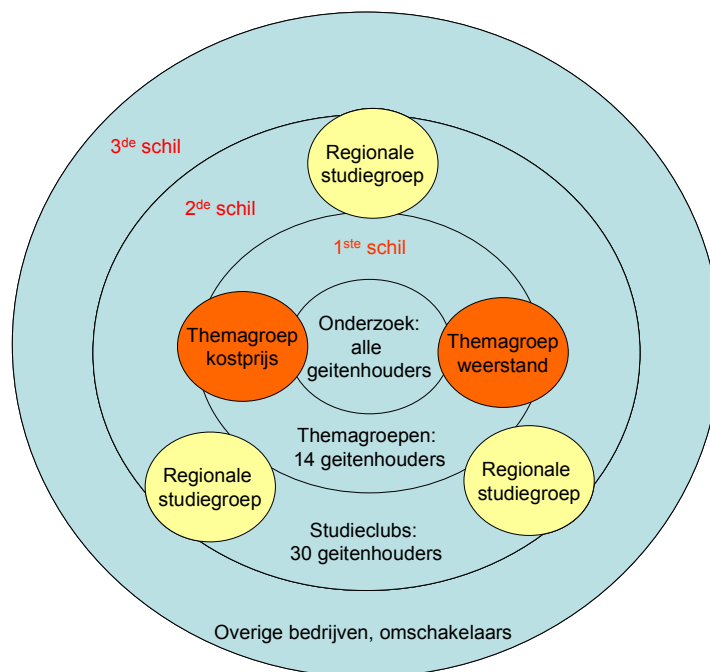 3de schil
Regionale
studiegroep
2de schil
1ste schil
Onderzoek:
alle
geitenhouders
Themagroep
kostprijs
Themagroep
weerstand
Themagroepen:
14 geitenhouders
Regionale
studiegroep
Regionale
studiegroep
Studieclubs:
30 geitenhouders
Overige bedrijven, omschakelaars